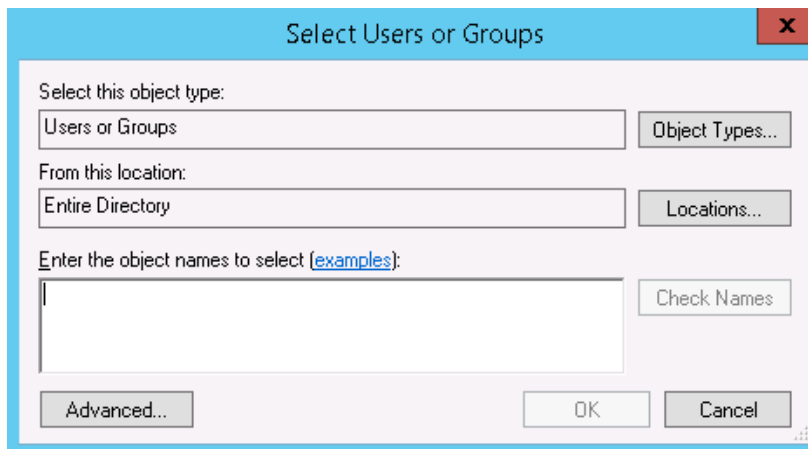 Select Users or Groups
x
Select this object type:
Users or Groups
Object Types...
From this location:
Entire Directory
Locations...
Enter the object names to select (examples):
Check Names
Advanced...
OK
Cancel